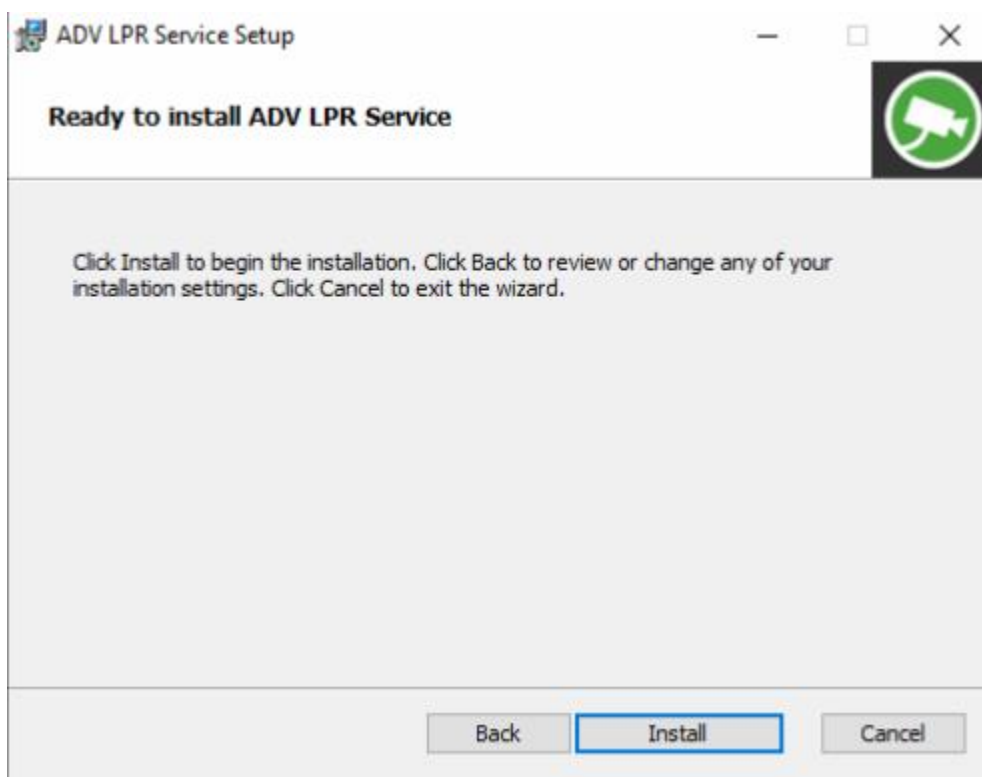 ADV LPR Service Setup
Ready to install ADV LPR Service
Click Install to begin the installation. Click Back to review or change any of your
installation settings. Click Cancel to exit the wizard.
Back Install Cancel